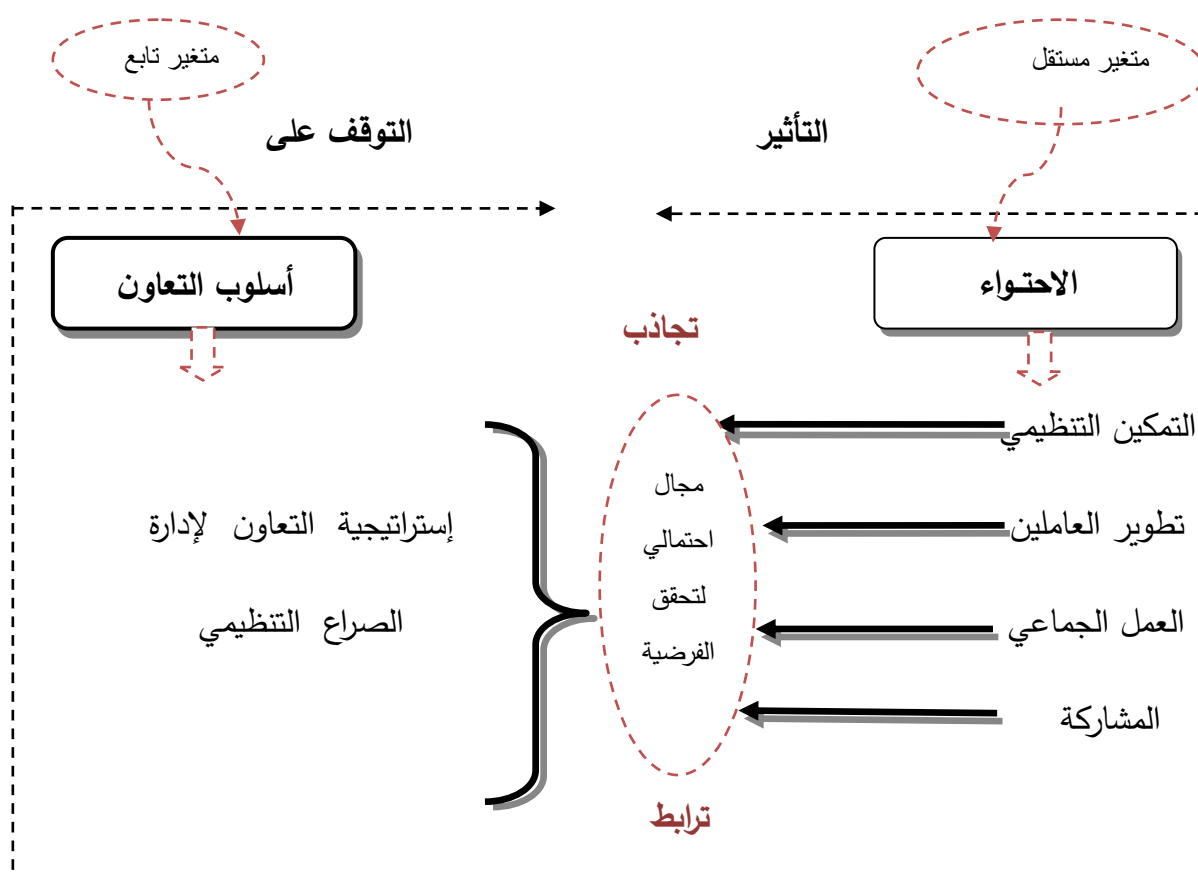 متغير مستقل
متغير تابع
التأثير
التوقف على
الاحتـواء
أسلوب التعاون
تجاذب
التمكين التنظيمي
تطوير العاملين
العمل الجماعي
المشاركة
مجال
احتمالي
لتحقق
الفرضية
إستراتيجية التعاون لإدارة
الصراع التنظيمي
ترابط